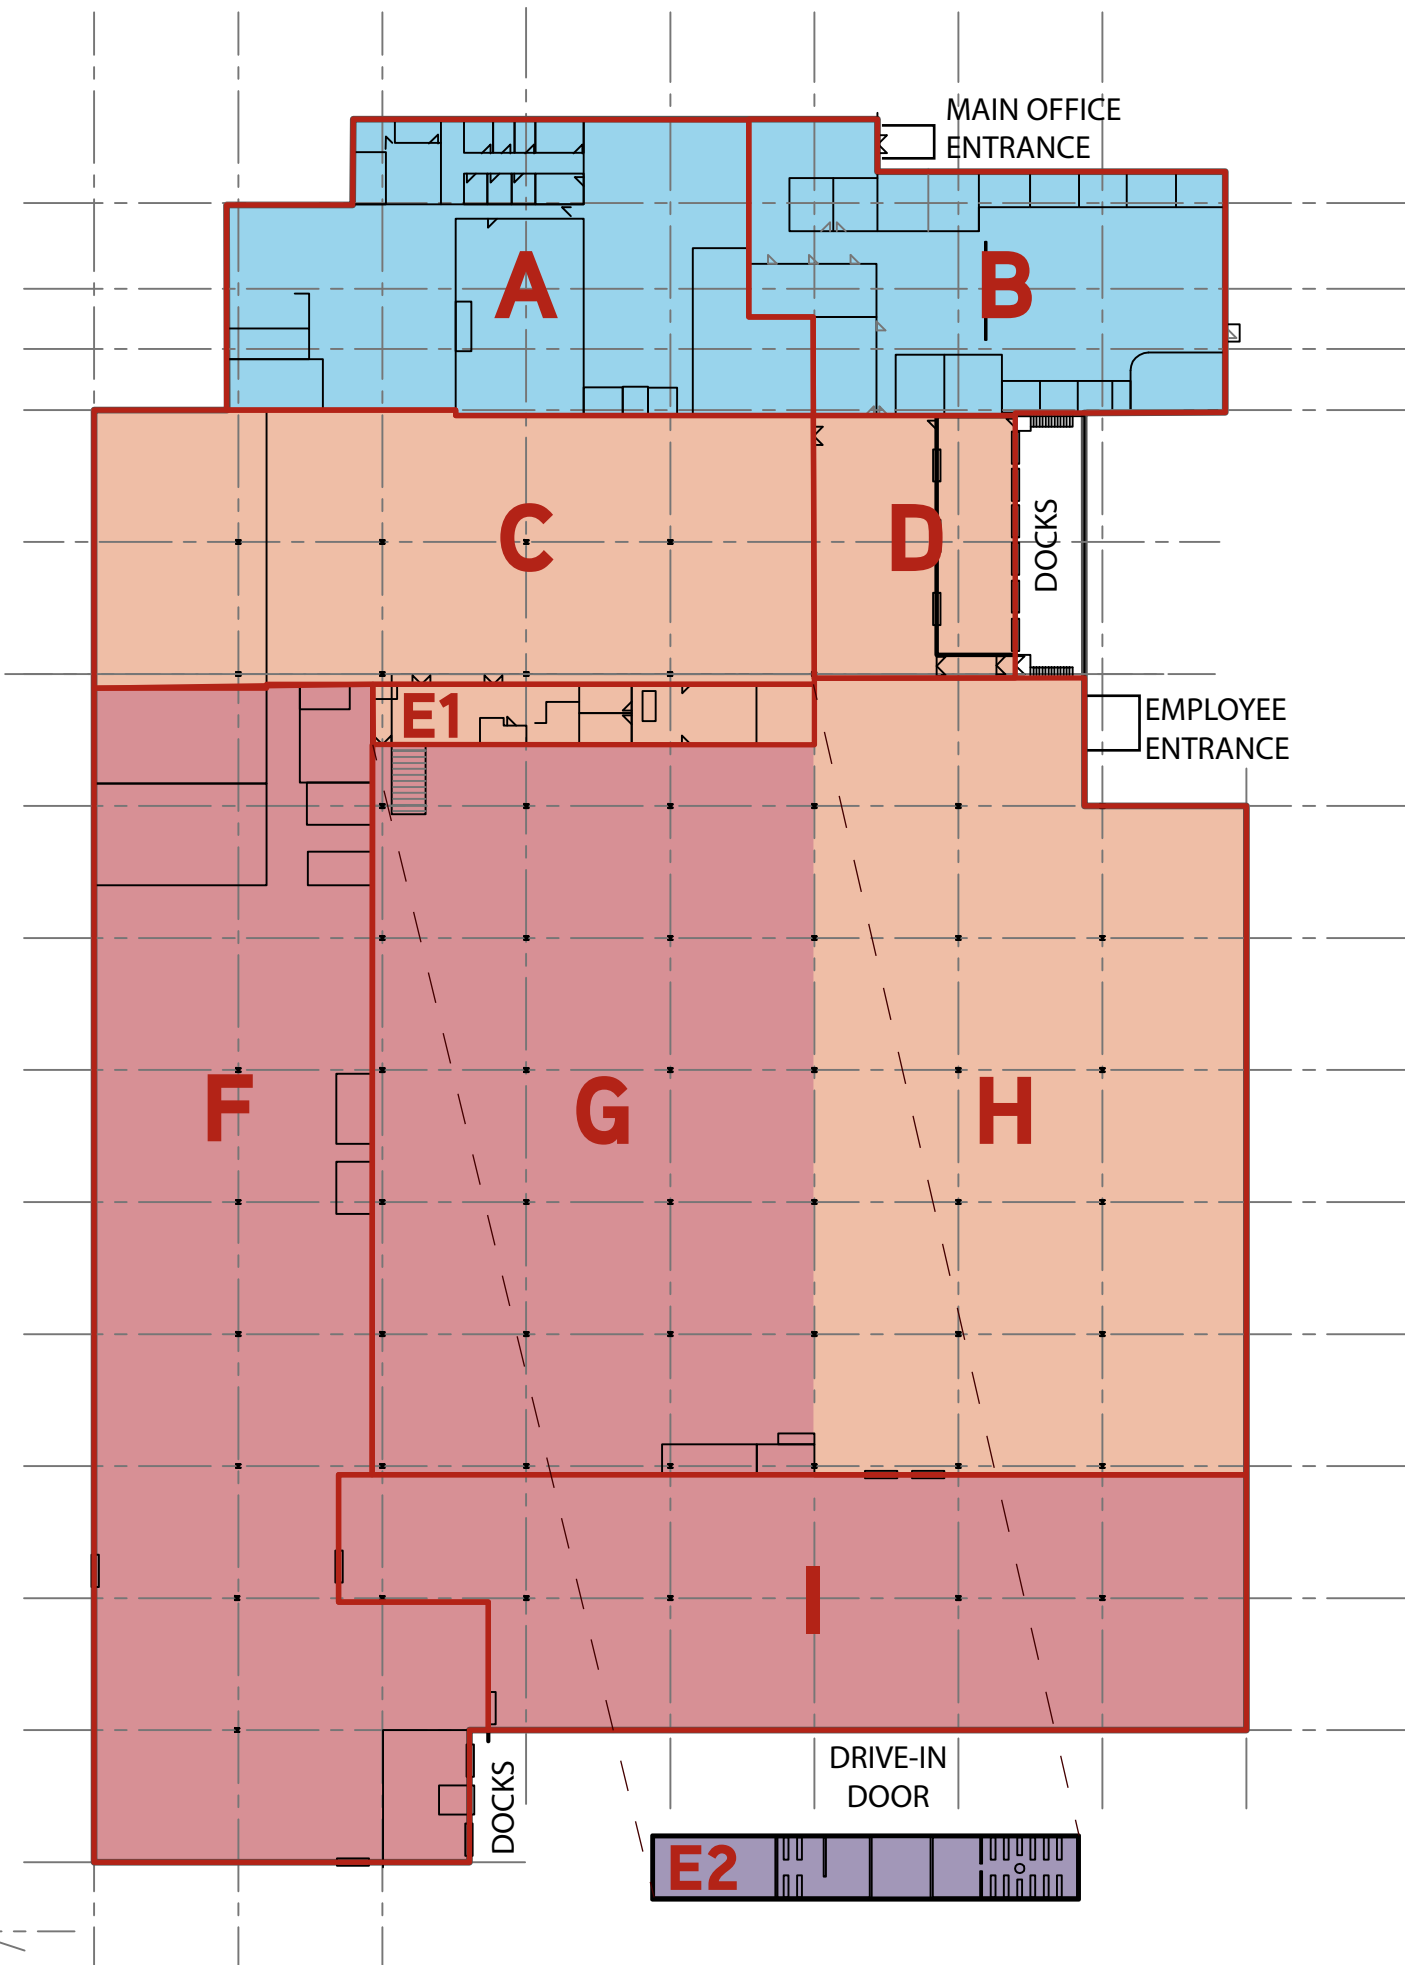 MAIN OFFICE
ENTRANCE
A
B
C
D
DOCKS
E1
EMPLOYEE
ENTRANCE
F
G
H
I
DRIVE-IN
DOOR
DOCKS
E2